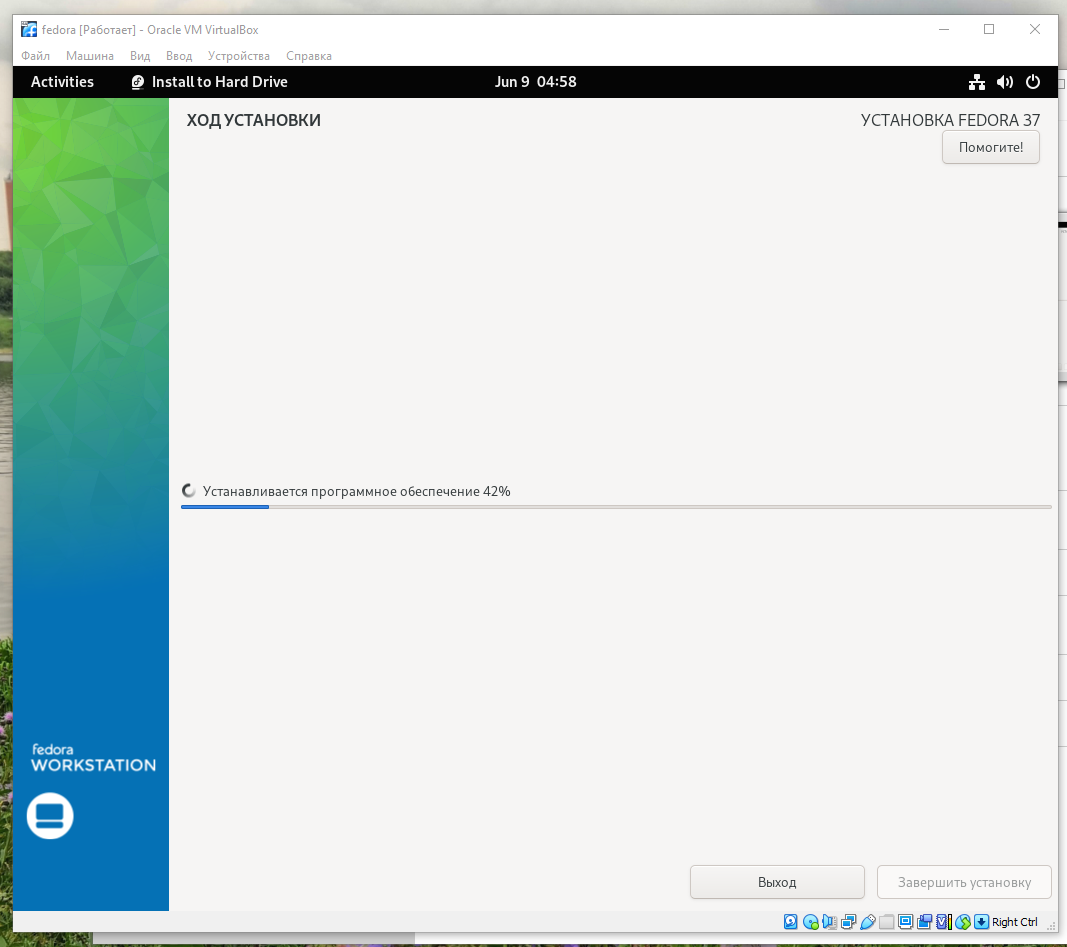 fedora [Работает] - Oracle VM VirtualBox
Файл Машина Вид Ввод Устройства Справка
Activities Install to Hard Drive Jun 9 04:58
ХОД УСТАНОВКИ УСТАНОВКА FEDORA 37
Помогите!
Устанавливается программное обеспечение 42%
fedora
WORKSTATION
Выход Завершить установку
Right Ctrl